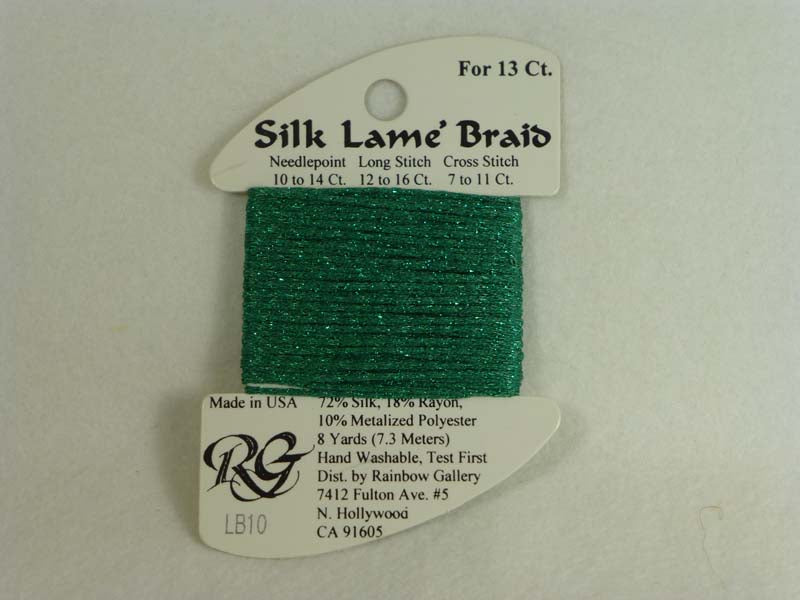 For 13 Ct.
Silk Lame' Braid
Needlepoint Long Stitch Cross Stitch
10 to 14 Ct. 12 to 16 Ct. 7 to 11 Ct.
Made in USA 72% Silk, 18% Rayon,
10% Metalized Polyester
8 Yards (7.3 Meters)
Hand Washable, Test First
RG Dist. by Rainbow Gallery
7412 Fulton Ave. #5
N. Hollywood
LB10 CA 91605